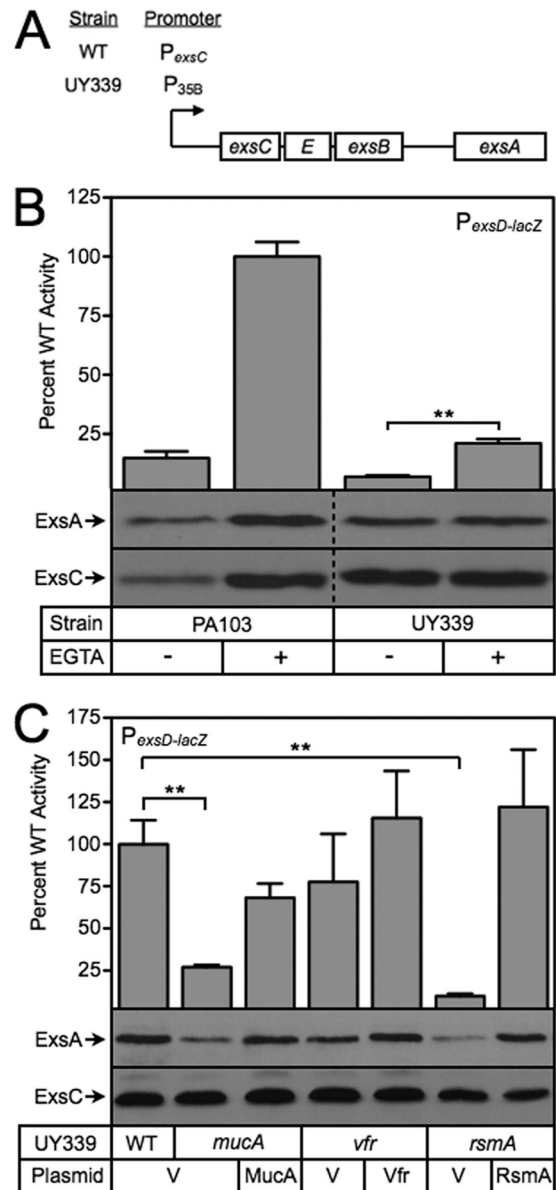 A
Strain Promoter
WT PexsC
UY339 P35B
exsC E exsB exsA
B
PexsD-lacZ
Percent WT Activity
125
100
75
50
25
**
ExsA
ExsC
Strain PA103 UY339
EGTA - + - +
C
PexsD-lacZ
Percent WT Activity
175
150
125
100
75
50
25
**
**
ExsA
ExsC
UY339 WT mucA vfr rsmA
Plasmid V MucA V Vfr V RsmA